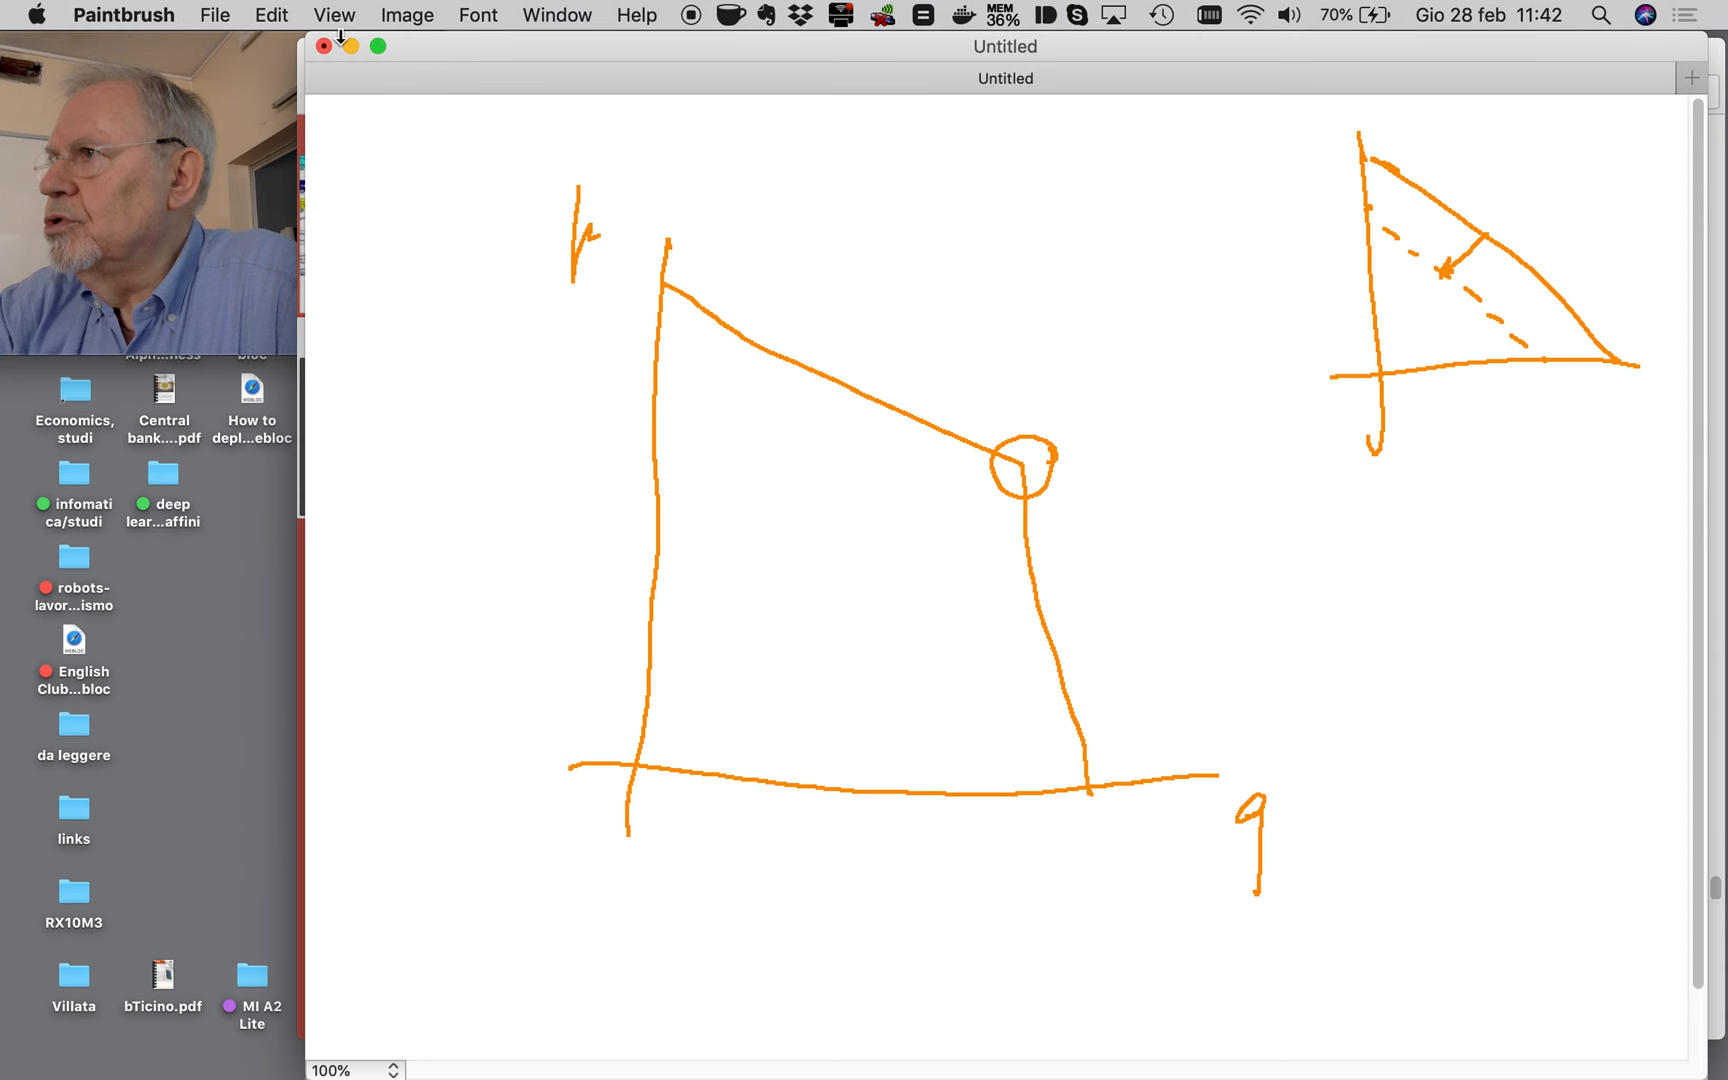 Paintbrush File Edit View Image Font Window Help MEM 36% 70% Gio 28 feb 11:42
Untitled
Untitled
Economics, studi
Central bank....pdf
How to depl...ebloc
WEBLOC
infomati ca/studi
deep lear...affini
robots-lavor...ismo
WEBLOC
English Club...bloc
da leggere
links
RX10M3
Villata
bTicino.pdf
MI A2 Lite
q
100%